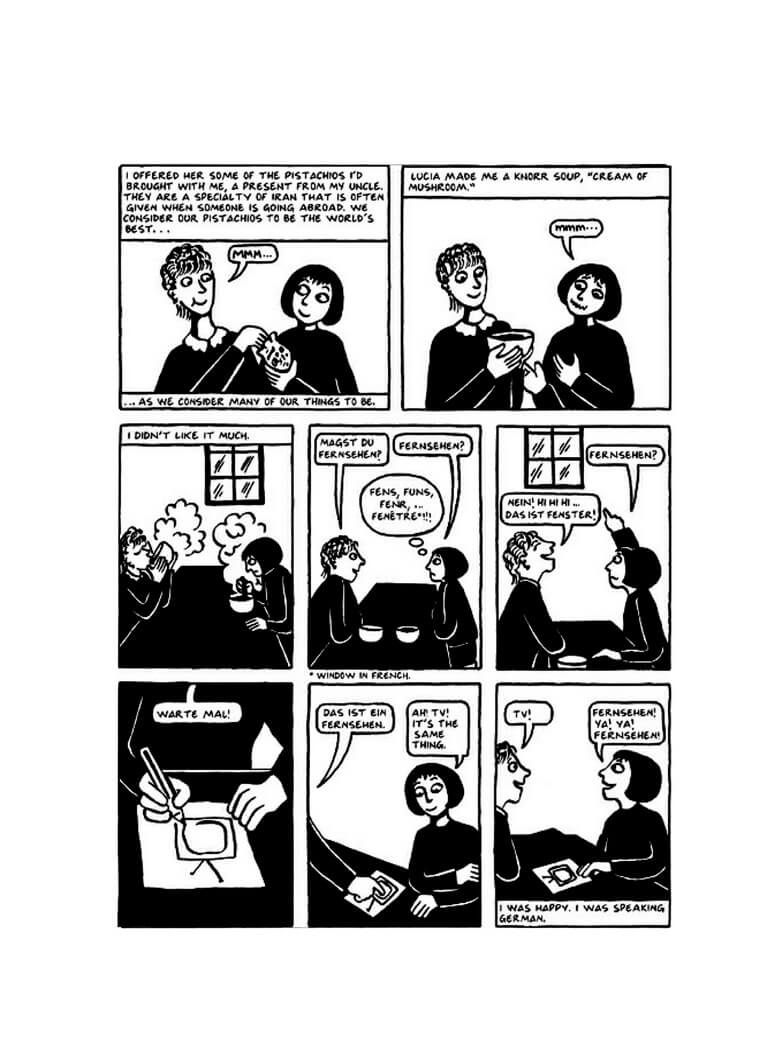 I OFFERED HER SOME OF THE PISTACHIOS I'D
BROUGHT WITH ME, A PRESENT FROM MY UNCLE.
THEY ARE A SPECIALTY OF IRAN THAT IS OFTEN
GIVEN WHEN SOMEONE IS GOING ABROAD. WE
CONSIDER OUR PISTACHIOS TO BE THE WORLD'S
BEST...
MMM...
... AS WE CONSIDER MANY OF OUR THINGS TO BE.
LUCIA MADE ME A KNORR SOUP, "CREAM OF
MUSHROOM."
MMM...
I DIDN'T LIKE IT MUCH.
MAGST DU
FERNSEHEN?
FERNSEHEN?
FENS, FUNS,
FENR, ...
FENÊTRE*!!!
* WINDOW IN FRENCH.
FERNSEHEN?
NEIN! HI HI HI ...
DAS IST FENSTER!
WARTE MAL!
DAS IST EIN
FERNSEHEN.
AH! TV!
IT'S THE
SAME
THING.
TV!
FERNSEHEN!
YA! YA!
FERNSEHEN!
I WAS HAPPY. I WAS SPEAKING
GERMAN.